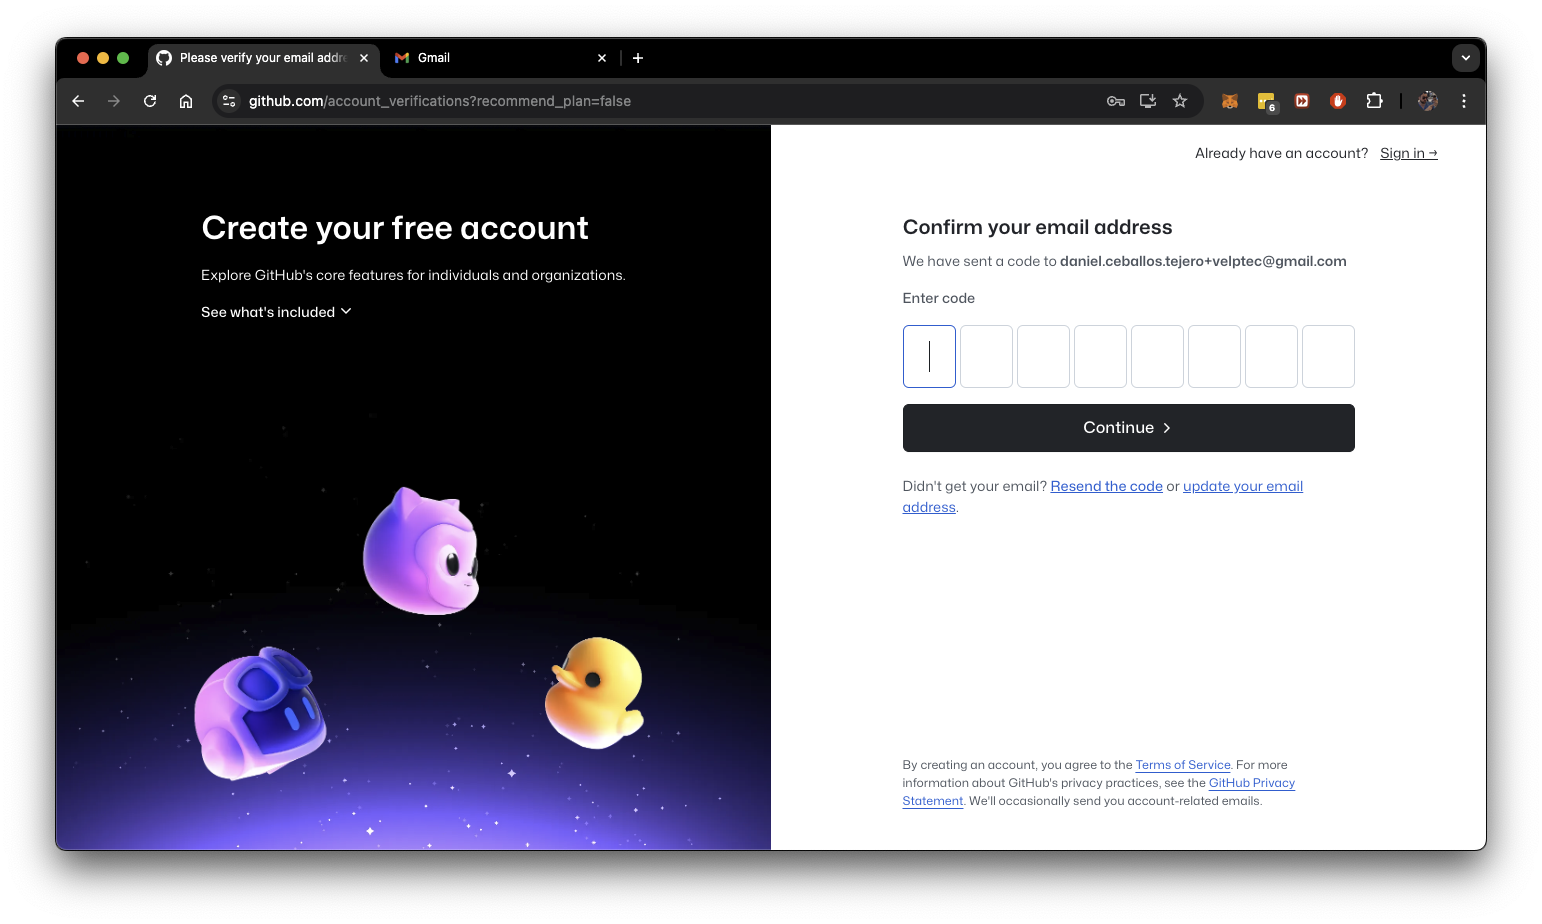 Please verify your email addre
Gmail
github.com/account_verifications?recommend_plan=false
6
Already have an account? Sign in →
Create your free account
Explore GitHub's core features for individuals and organizations.
See what's included
Confirm your email address
We have sent a code to daniel.ceballos.tejero+velptec@gmail.com
Enter code
Continue
Didn't get your email? Resend the code or update your email
address.
By creating an account, you agree to the Terms of Service. For more
information about GitHub's privacy practices, see the GitHub Privacy
Statement. We'll occasionally send you account-related emails.